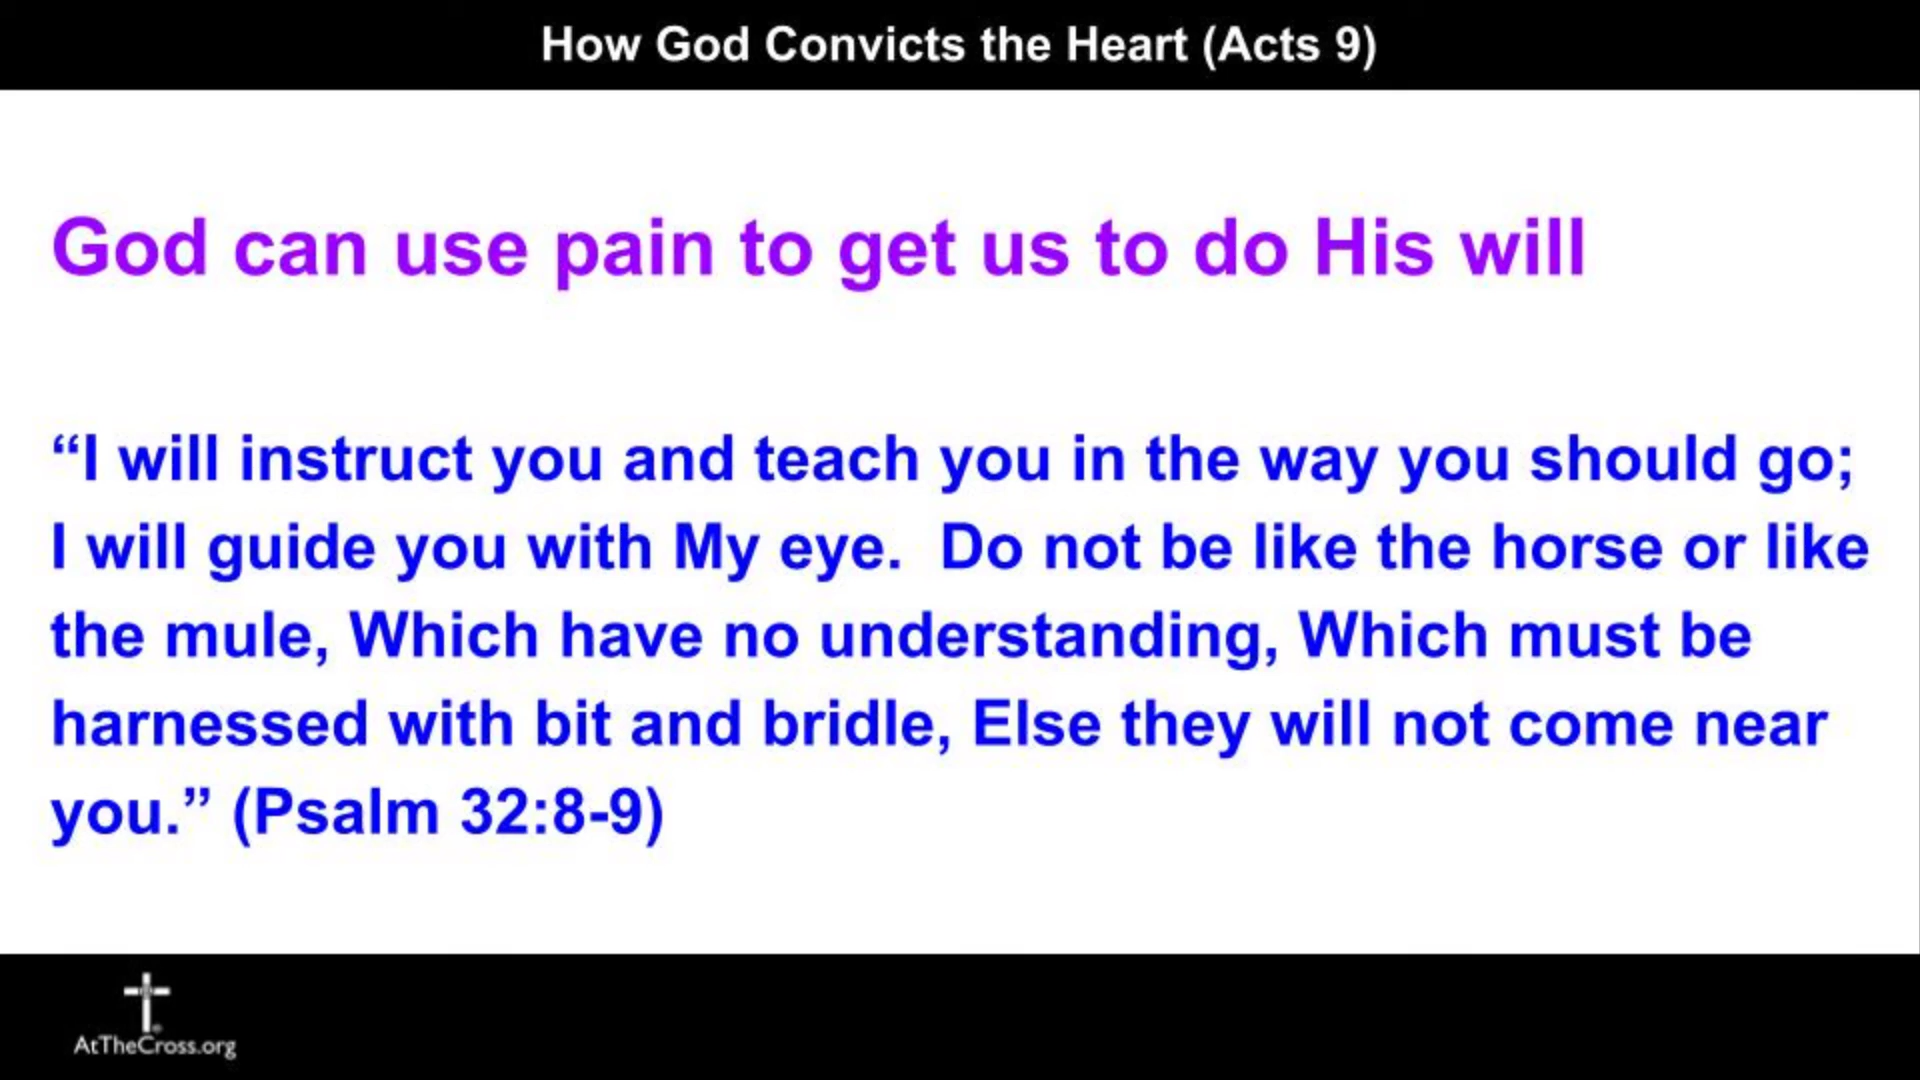 How God Convicts the Heart (Acts 9)
God can use pain to get us to do His will
“I will instruct you and teach you in the way you should go;
I will guide you with My eye.  Do not be like the horse or like
the mule, Which have no understanding, Which must be
harnessed with bit and bridle, Else they will not come near
you.” (Psalm 32:8-9)
AtTheCross.org